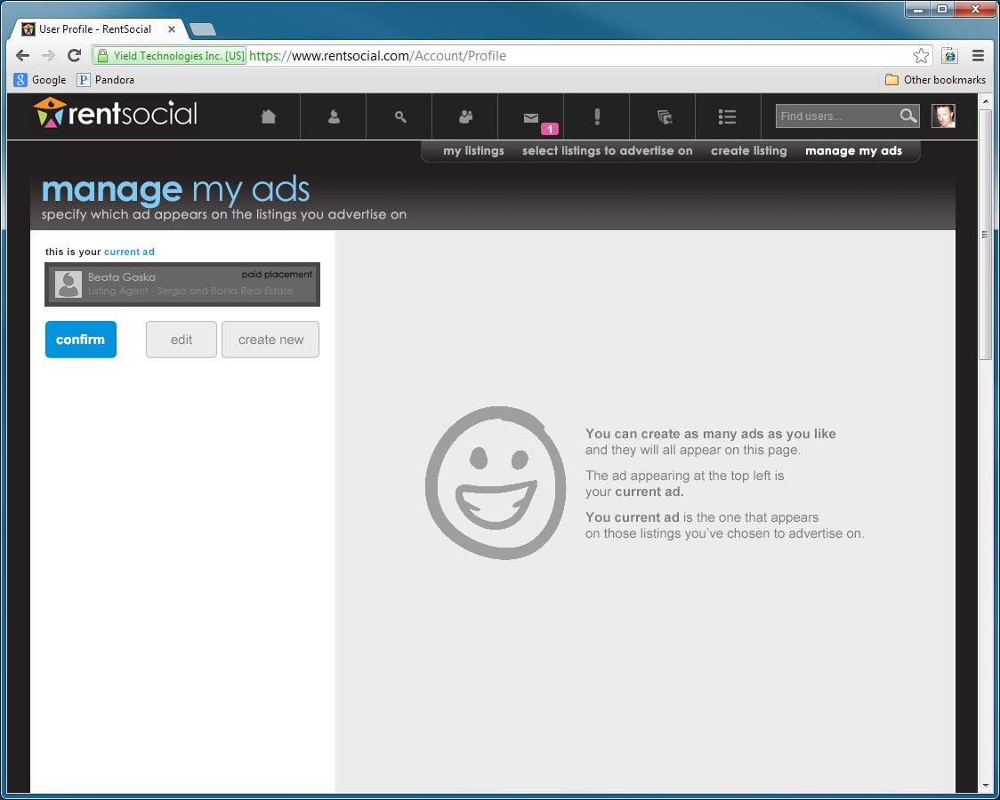 User Profile - RentSocial
Yield Technologies Inc. [US] https://www.rentsocial.com/Account/Profile
Google Pandora Other bookmarks
rentsocial
1
Find users...
my listings select listings to advertise on create listing manage my ads
manage my ads
specify which ad appears on the listings you advertise on
this is your current ad
Beata Gaska paid placement
Listing Agent - Sergio and Banks Real Estate
confirm edit create new
You can create as many ads as you like
and they will all appear on this page.
The ad appearing at the top left is
your current ad.
You current ad is the one that appears
on those listings you’ve chosen to advertise on.